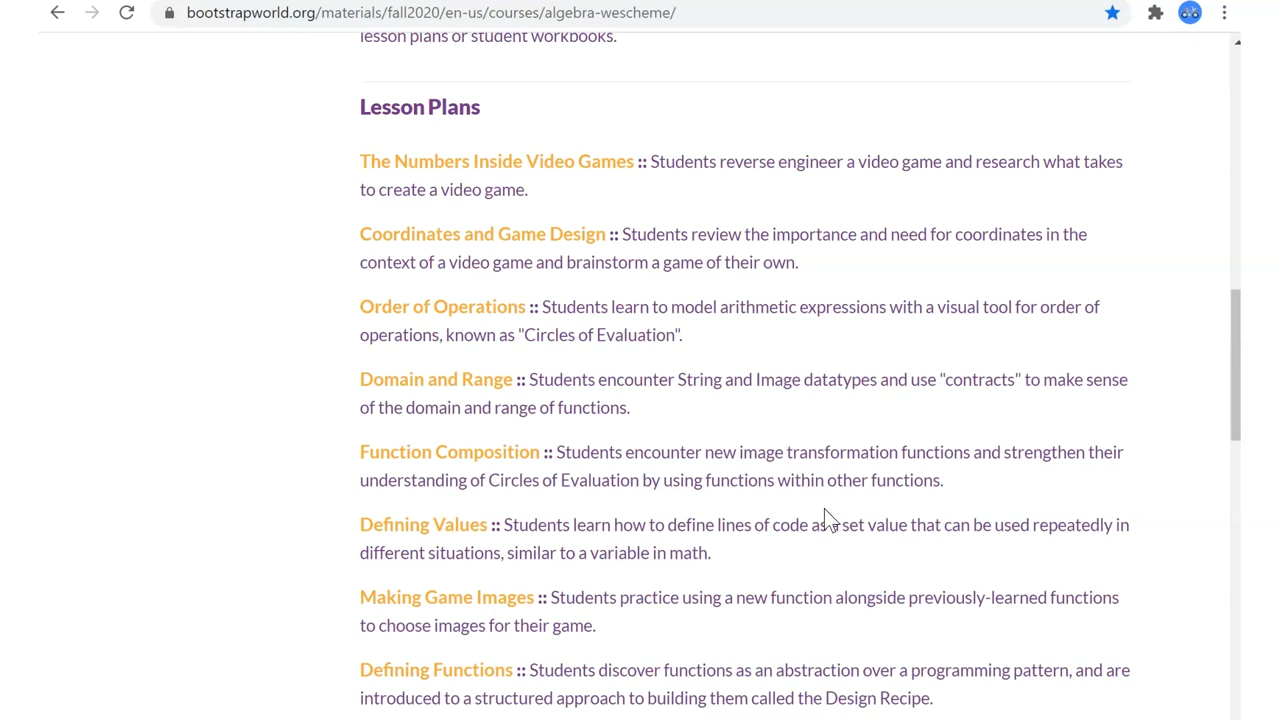 bootstrapworld.org/materials/fall2020/en-us/courses/algebra-wescheme/
lesson plans or student workbooks.
Lesson Plans
The Numbers Inside Video Games :: Students reverse engineer a video game and research what takes
to create a video game.
Coordinates and Game Design :: Students review the importance and need for coordinates in the
context of a video game and brainstorm a game of their own.
Order of Operations :: Students learn to model arithmetic expressions with a visual tool for order of
operations, known as "Circles of Evaluation".
Domain and Range :: Students encounter String and Image datatypes and use "contracts" to make sense
of the domain and range of functions.
Function Composition :: Students encounter new image transformation functions and strengthen their
understanding of Circles of Evaluation by using functions within other functions.
Defining Values :: Students learn how to define lines of code as set value that can be used repeatedly in
different situations, similar to a variable in math.
Making Game Images :: Students practice using a new function alongside previously-learned functions
to choose images for their game.
Defining Functions :: Students discover functions as an abstraction over a programming pattern, and are
introduced to a structured approach to building them called the Design Recipe.